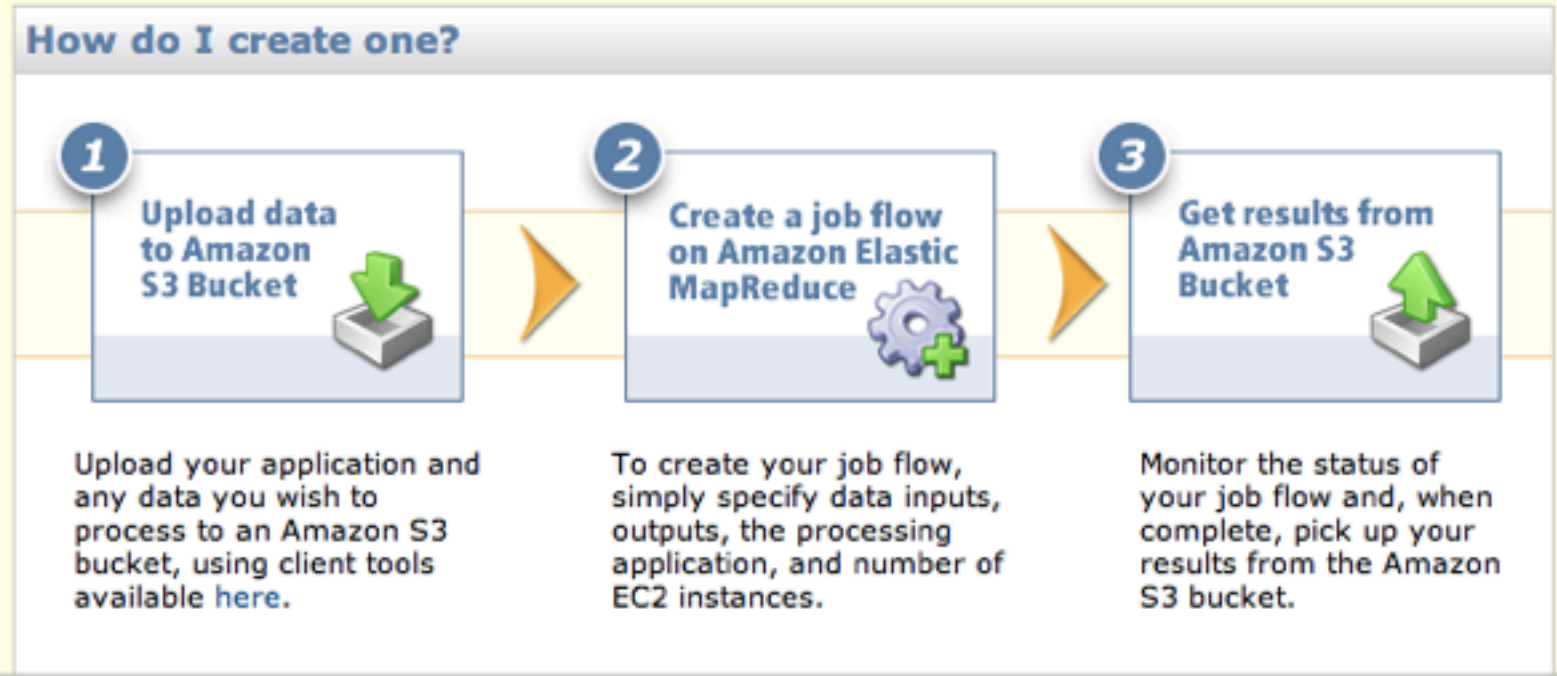 How do I create one?
1
Upload data
to Amazon
S3 Bucket
Upload your application and
any data you wish to
process to an Amazon S3
bucket, using client tools
available here.
2
Create a job flow
on Amazon Elastic
MapReduce
To create your job flow,
simply specify data inputs,
outputs, the processing
application, and number of
EC2 instances.
3
Get results from
Amazon S3
Bucket
Monitor the status of
your job flow and, when
complete, pick up your
results from the Amazon
S3 bucket.